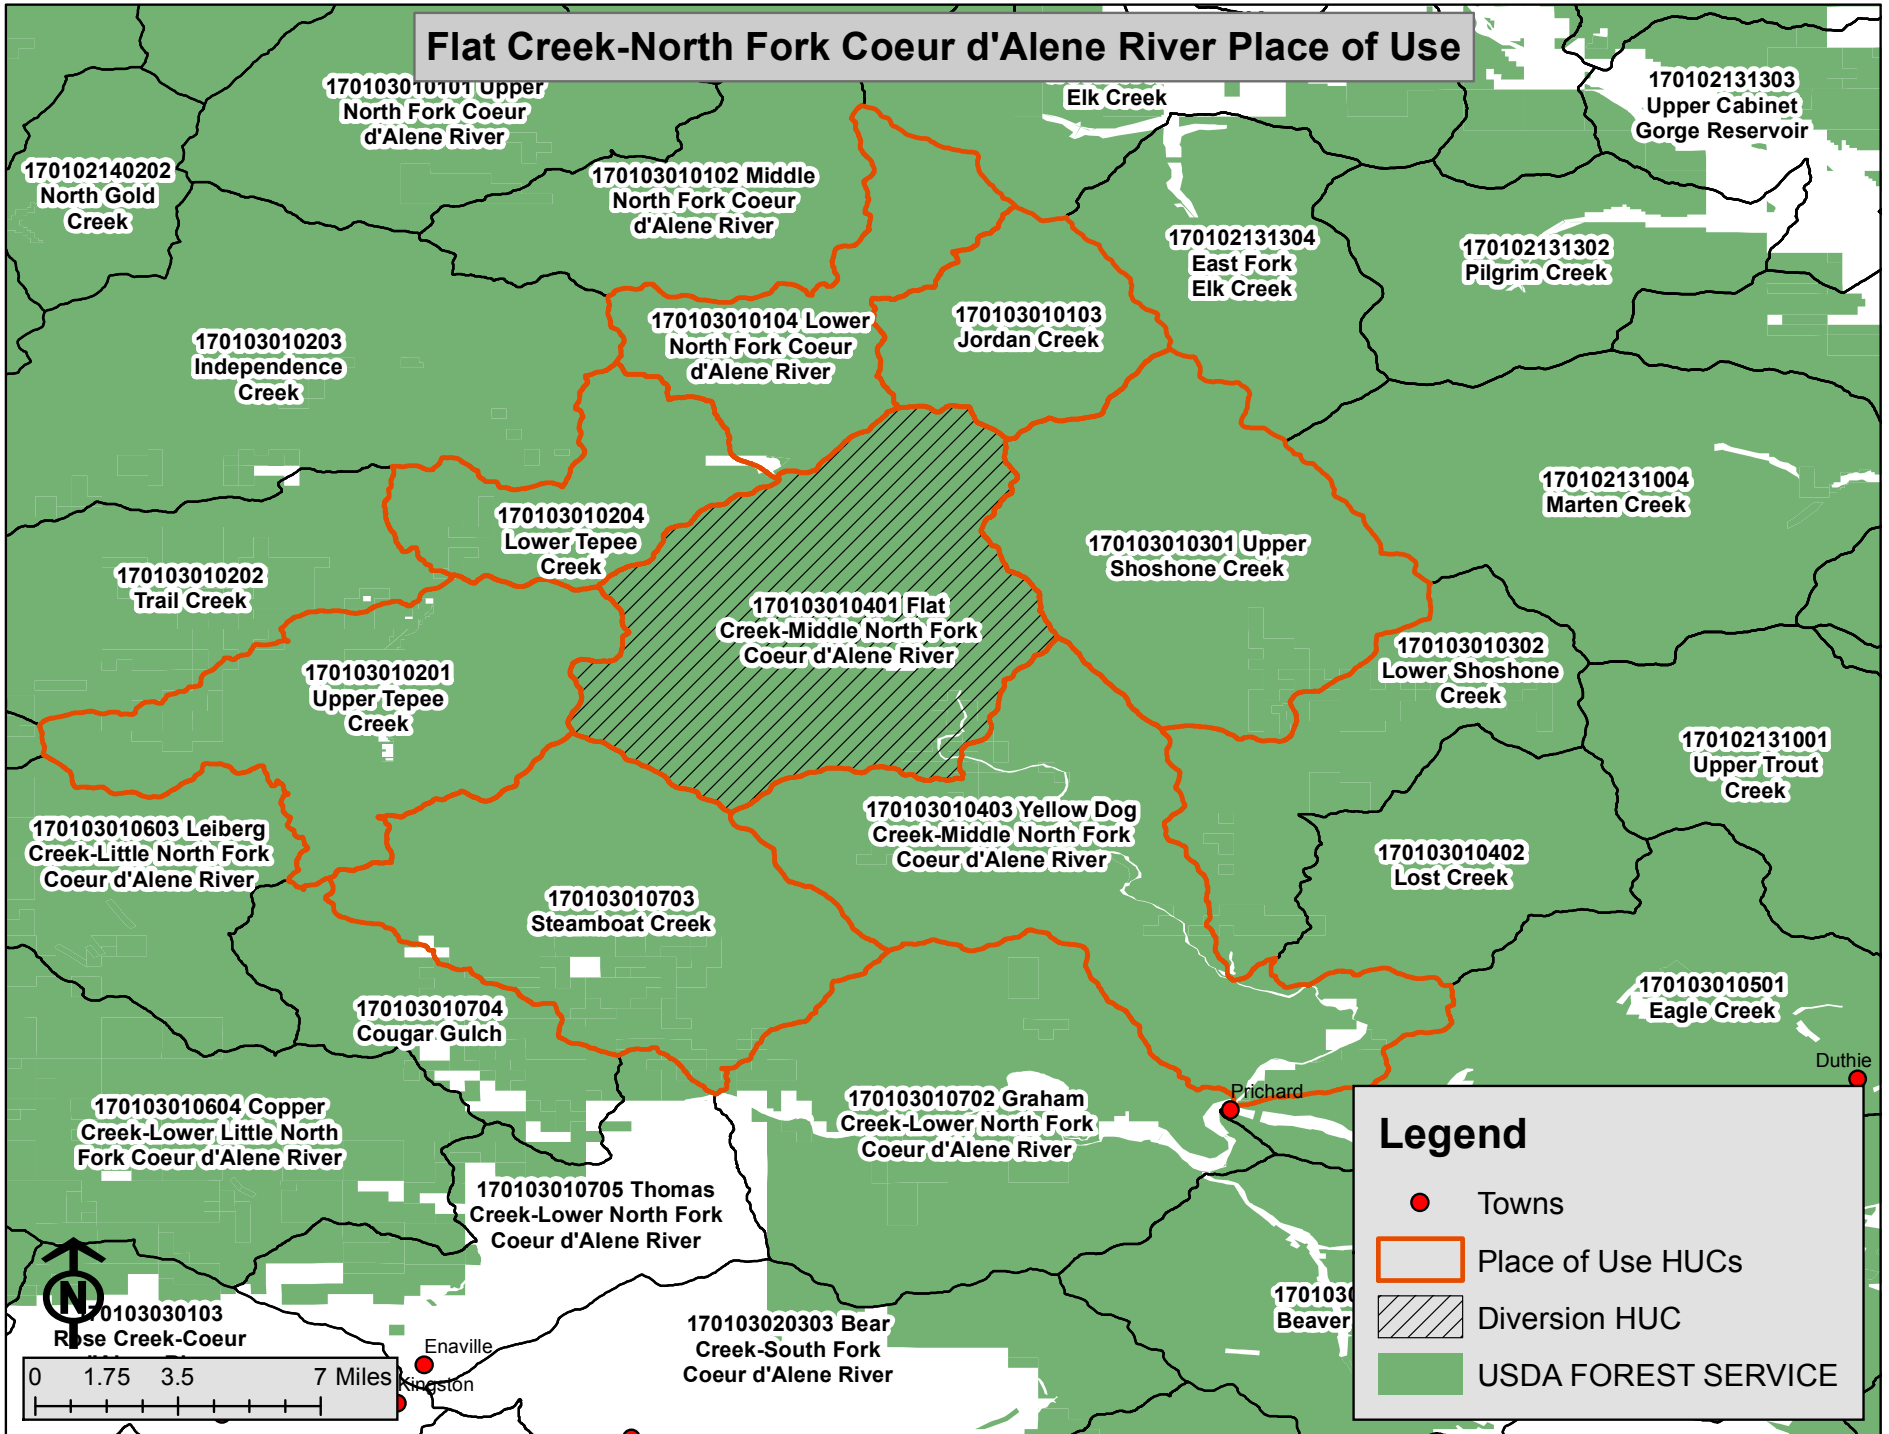 Flat Creek-North Fork Coeur d'Alene River Place of Use
170103010101 Upper
North Fork Coeur
d'Alene River
Elk Creek
170102131303
Upper Cabinet
Gorge Reservoir
170102140202
North Gold
Creek
170103010102 Middle
North Fork Coeur
d'Alene River
170102131304
East Fork
Elk Creek
170102131302
Pilgrim Creek
170103010203
Independence
Creek
170103010104 Lower
North Fork Coeur
d'Alene River
170103010103
Jordan Creek
170102131004
Marten Creek
170103010204
Lower Tepee
Creek
170103010301 Upper
Shoshone Creek
170103010202
Trail Creek
170103010401 Flat
Creek-Middle North Fork
Coeur d'Alene River
170103010302
Lower Shoshone
Creek
170103010201
Upper Tepee
Creek
170102131001
Upper Trout
Creek
170103010603 Leiberg
Creek-Little North Fork
Coeur d'Alene River
170103010403 Yellow Dog
Creek-Middle North Fork
Coeur d'Alene River
170103010402
Lost Creek
170103010703
Steamboat Creek
170103010501
Eagle Creek
170103010704
Cougar Gulch
Duthie
Prichard
170103010604 Copper
Creek-Lower Little North
Fork Coeur d'Alene River
170103010702 Graham
Creek-Lower North Fork
Coeur d'Alene River
170103010705 Thomas
Creek-Lower North Fork
Coeur d'Alene River
N
70103030103
Rose Creek-Coeur
170103020303 Bear
Creek-South Fork
Coeur d'Alene River
170103
Beaver
Enaville
Kingston
0 1.75 3.5 7 Miles
Legend
Towns
Place of Use HUCs
Diversion HUC
USDA FOREST SERVICE